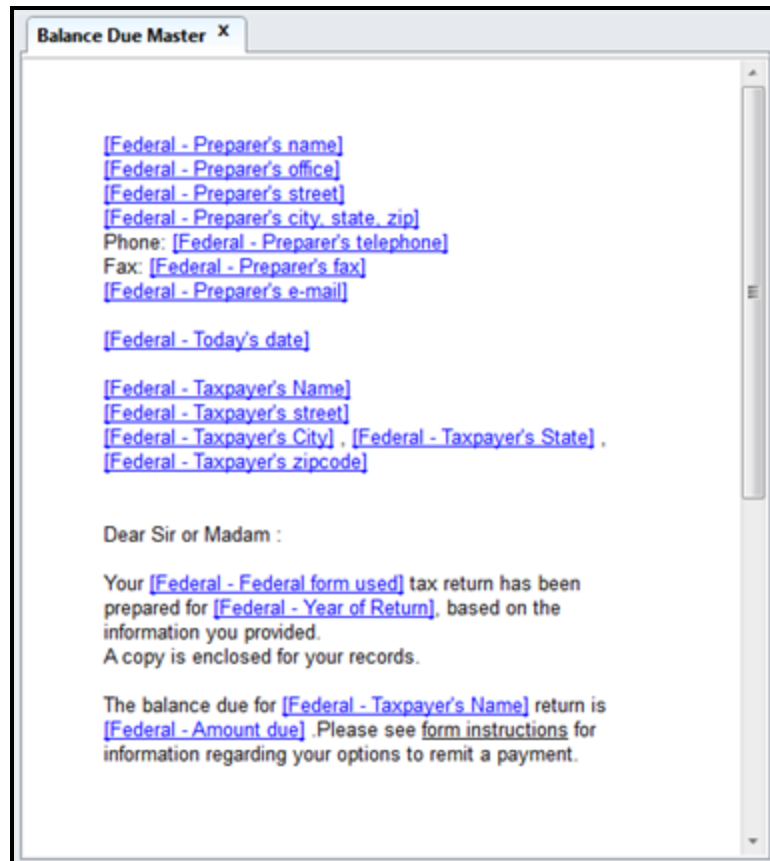 Balance Due Master X
[Federal - Preparer's name]
[Federal - Preparer's office]
[Federal - Preparer's street]
[Federal - Preparer's city, state, zip]
Phone: [Federal - Preparer's telephone]
Fax: [Federal - Preparer's fax]
[Federal - Preparer's e-mail]
[Federal - Today's date]
[Federal - Taxpayer's Name]
[Federal - Taxpayer's street]
[Federal - Taxpayer's City] , [Federal - Taxpayer's State] ,
[Federal - Taxpayer's zipcode]
Dear Sir or Madam :
Your [Federal - Federal form used] tax return has been
prepared for [Federal - Year of Return], based on the
information you provided.
A copy is enclosed for your records.
The balance due for [Federal - Taxpayer's Name] return is
[Federal - Amount due] .Please see form instructions for
information regarding your options to remit a payment.